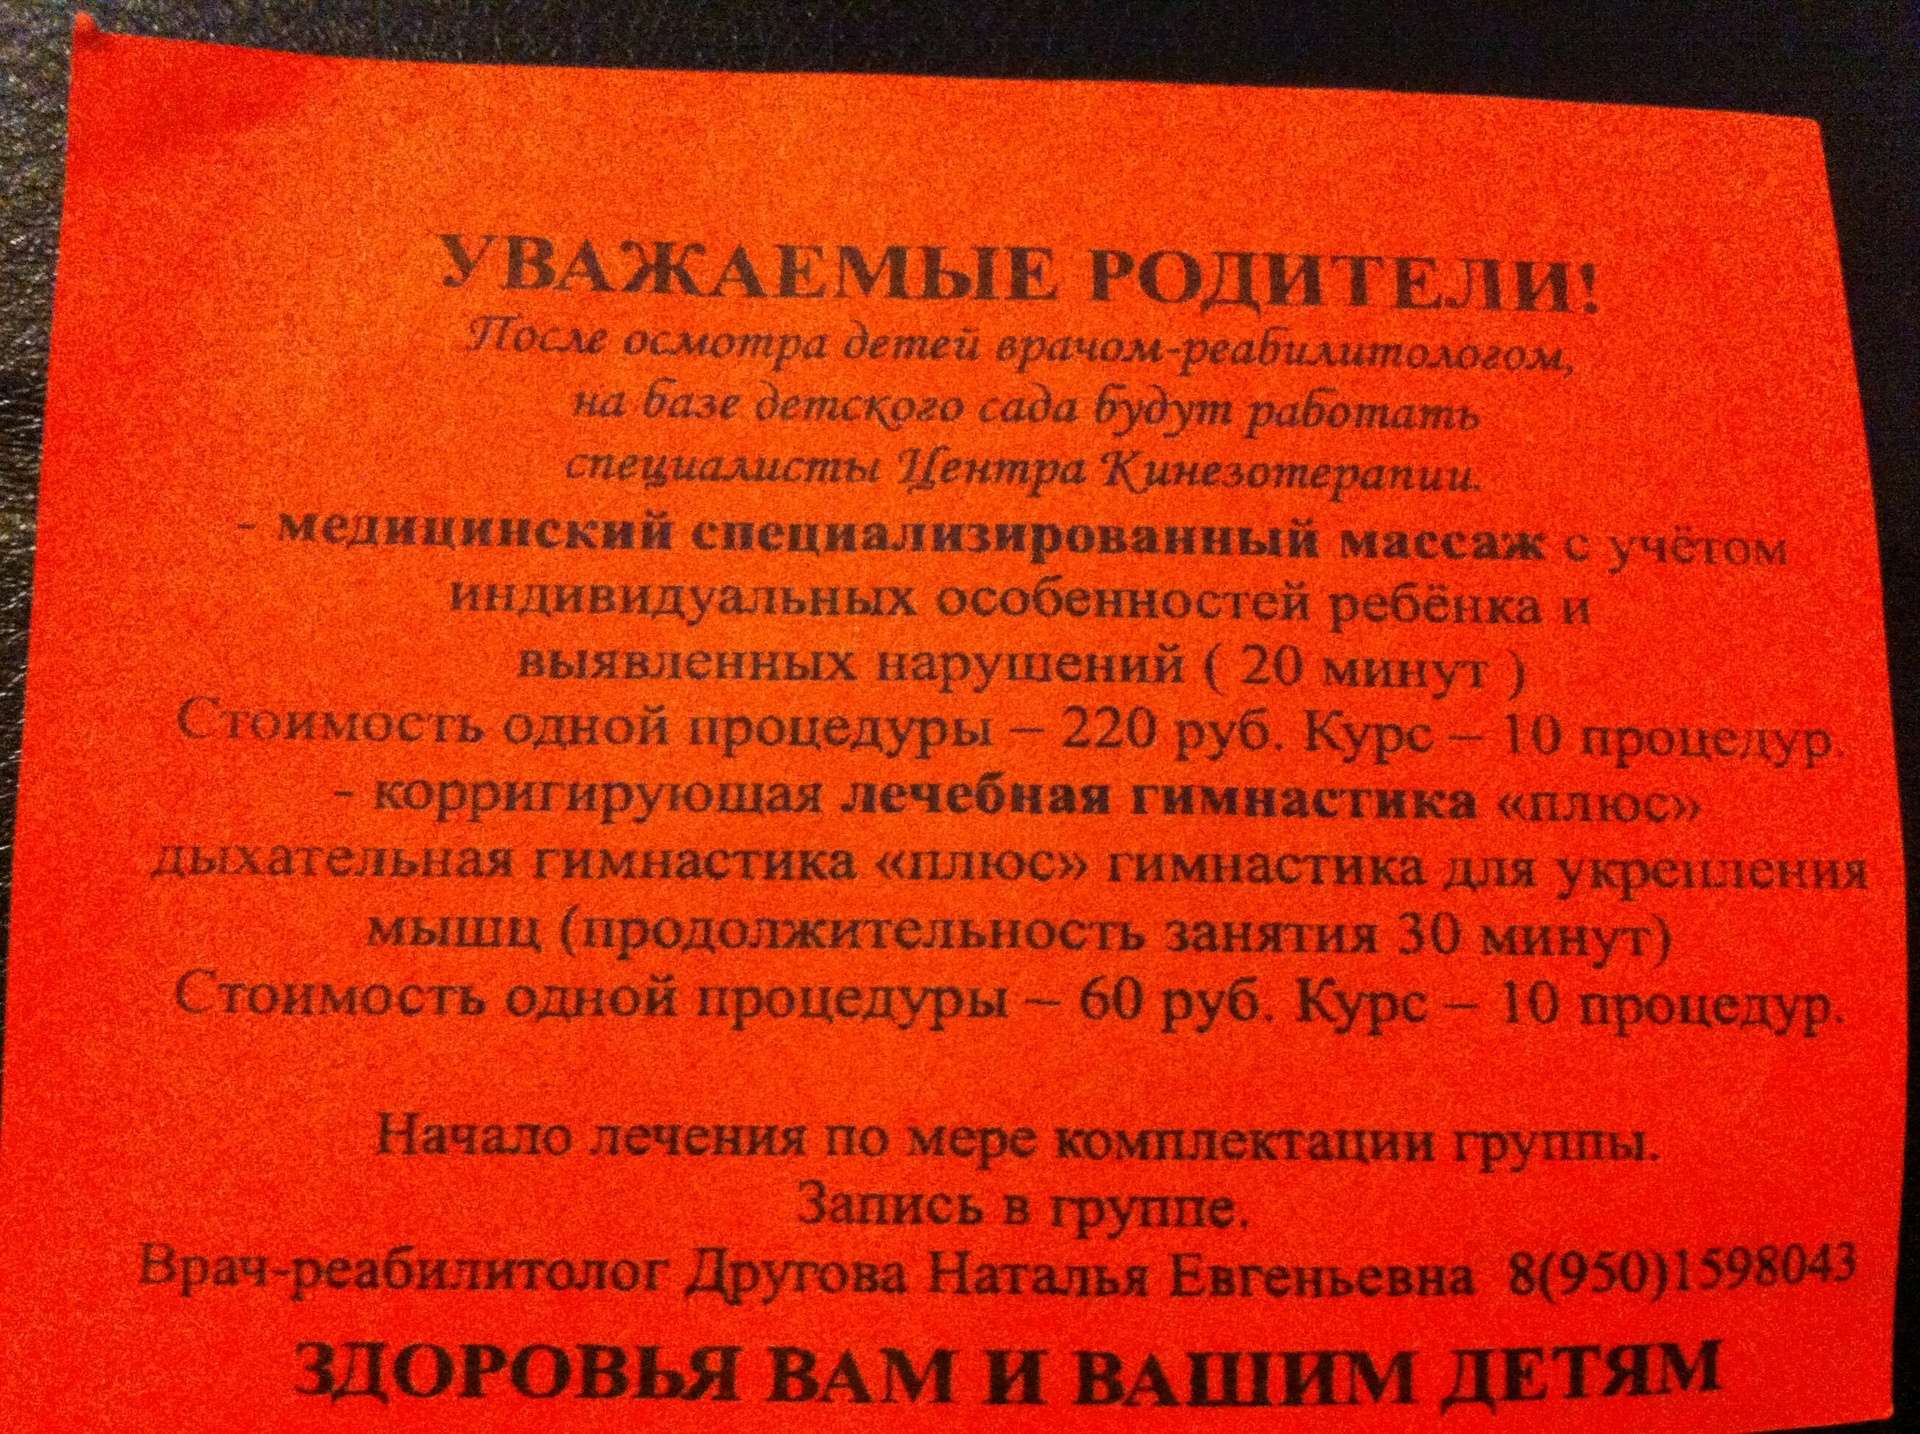 УВАЖАЕМЫЕ РОДИТЕЛИ!
После осмотра детей врачом-реабилитологом,
на базе детского сада будут работать
специалисты Центра Кинезотерапии.
- медицинский специализированный массаж с учётом
индивидуальных особенностей ребёнка и
выявленных нарушений ( 20 минут )
Стоимость одной процедуры – 220 руб. Курс – 10 процедур.
- корригирующая лечебная гимнастика «плюс»
дыхательная гимнастика «плюс» гимнастика для укрепления
мышц (продолжительность занятия 30 минут)
Стоимость одной процедуры – 60 руб. Курс – 10 процедур.
Начало лечения по мере комплектации группы.
Запись в группе.
Врач-реабилитолог Другова Наталья Евгеньевна 8(950)1598043
ЗДОРОВЬЯ ВАМ И ВАШИМ ДЕТЯМ